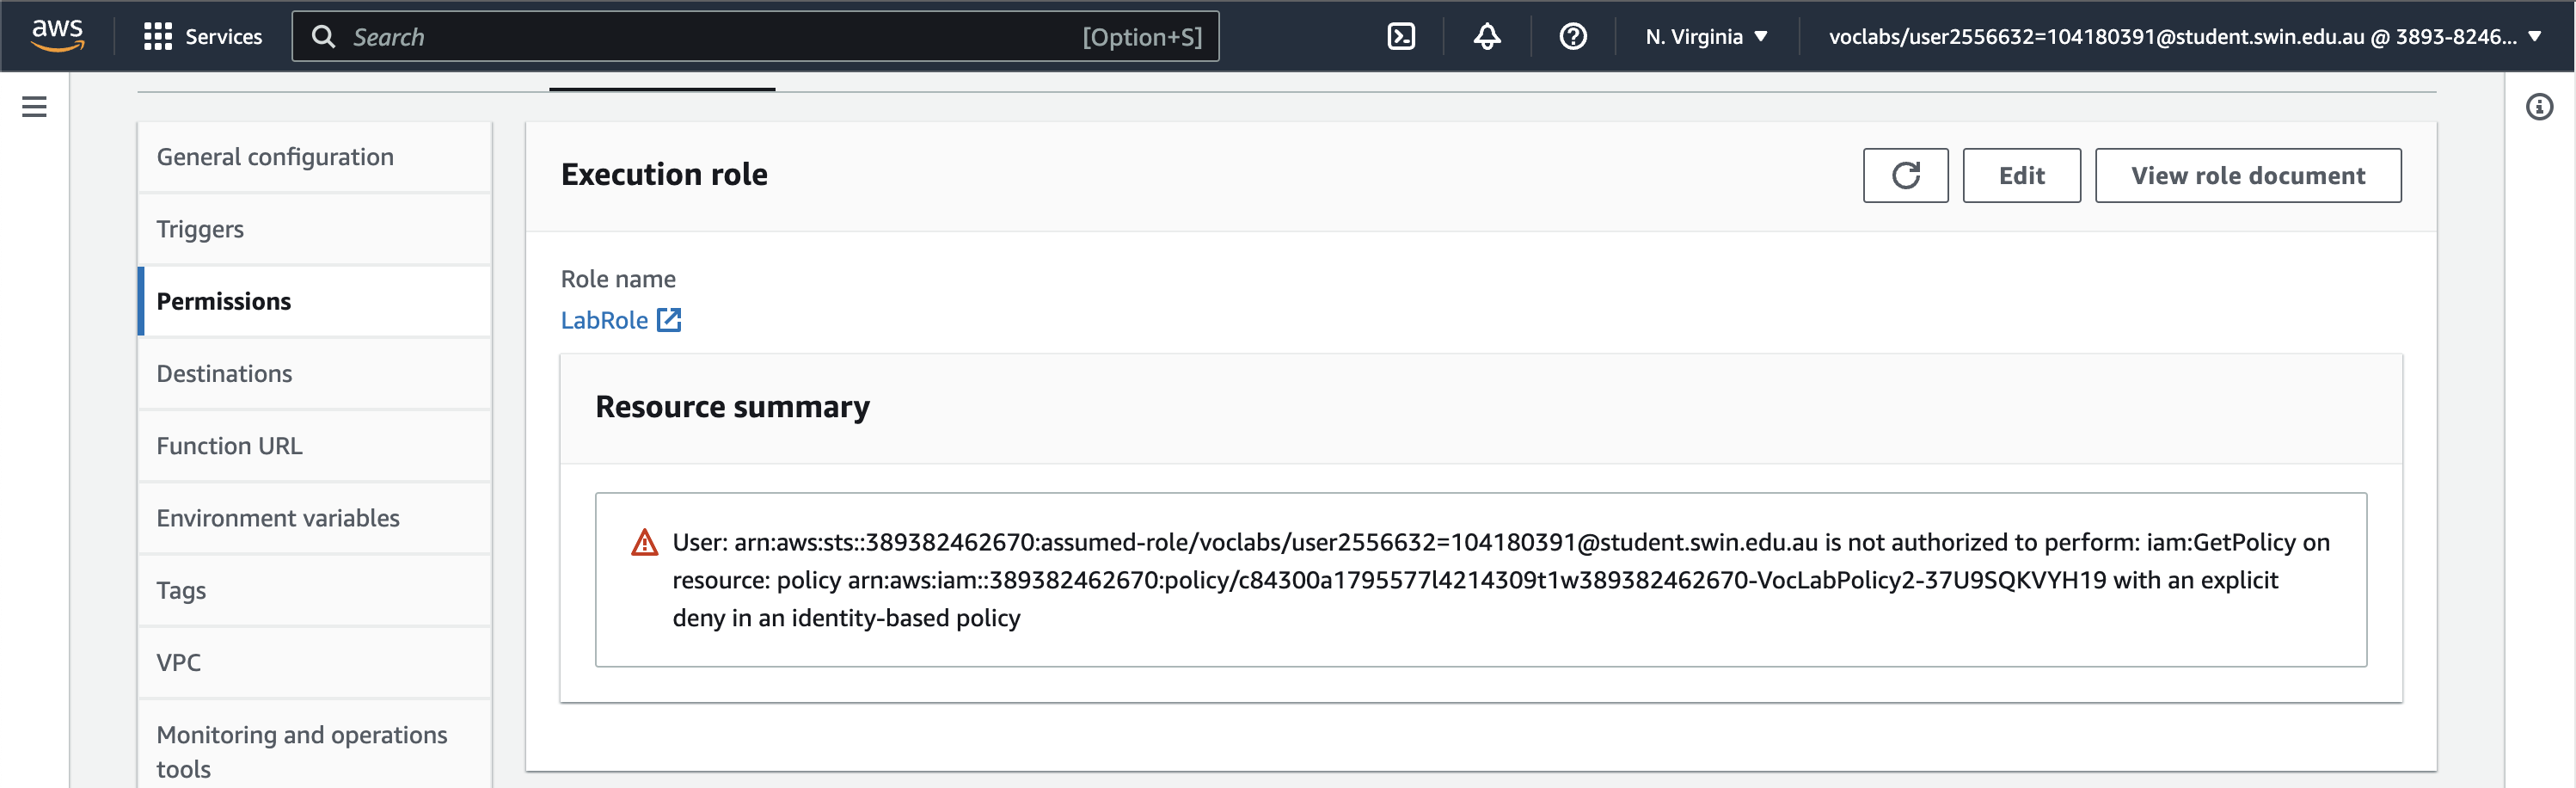 aws
Services
Search
[Option+S]
N. Virginia
voclabs/user2556632=104180391@student.swin.edu.au @ 3893-8246...
General configuration
Triggers
Permissions
Destinations
Function URL
Environment variables
Tags
VPC
Monitoring and operations
tools
Execution role
Edit
View role document
Role name
LabRole
Resource summary
User: arn:aws:sts::389382462670:assumed-role/voclabs/user2556632=104180391@student.swin.edu.au is not authorized to perform: iam:GetPolicy on
resource: policy arn:aws:iam::389382462670:policy/c84300a1795577l4214309t1w389382462670-VocLabPolicy2-37U9SQKVYH19 with an explicit
deny in an identity-based policy